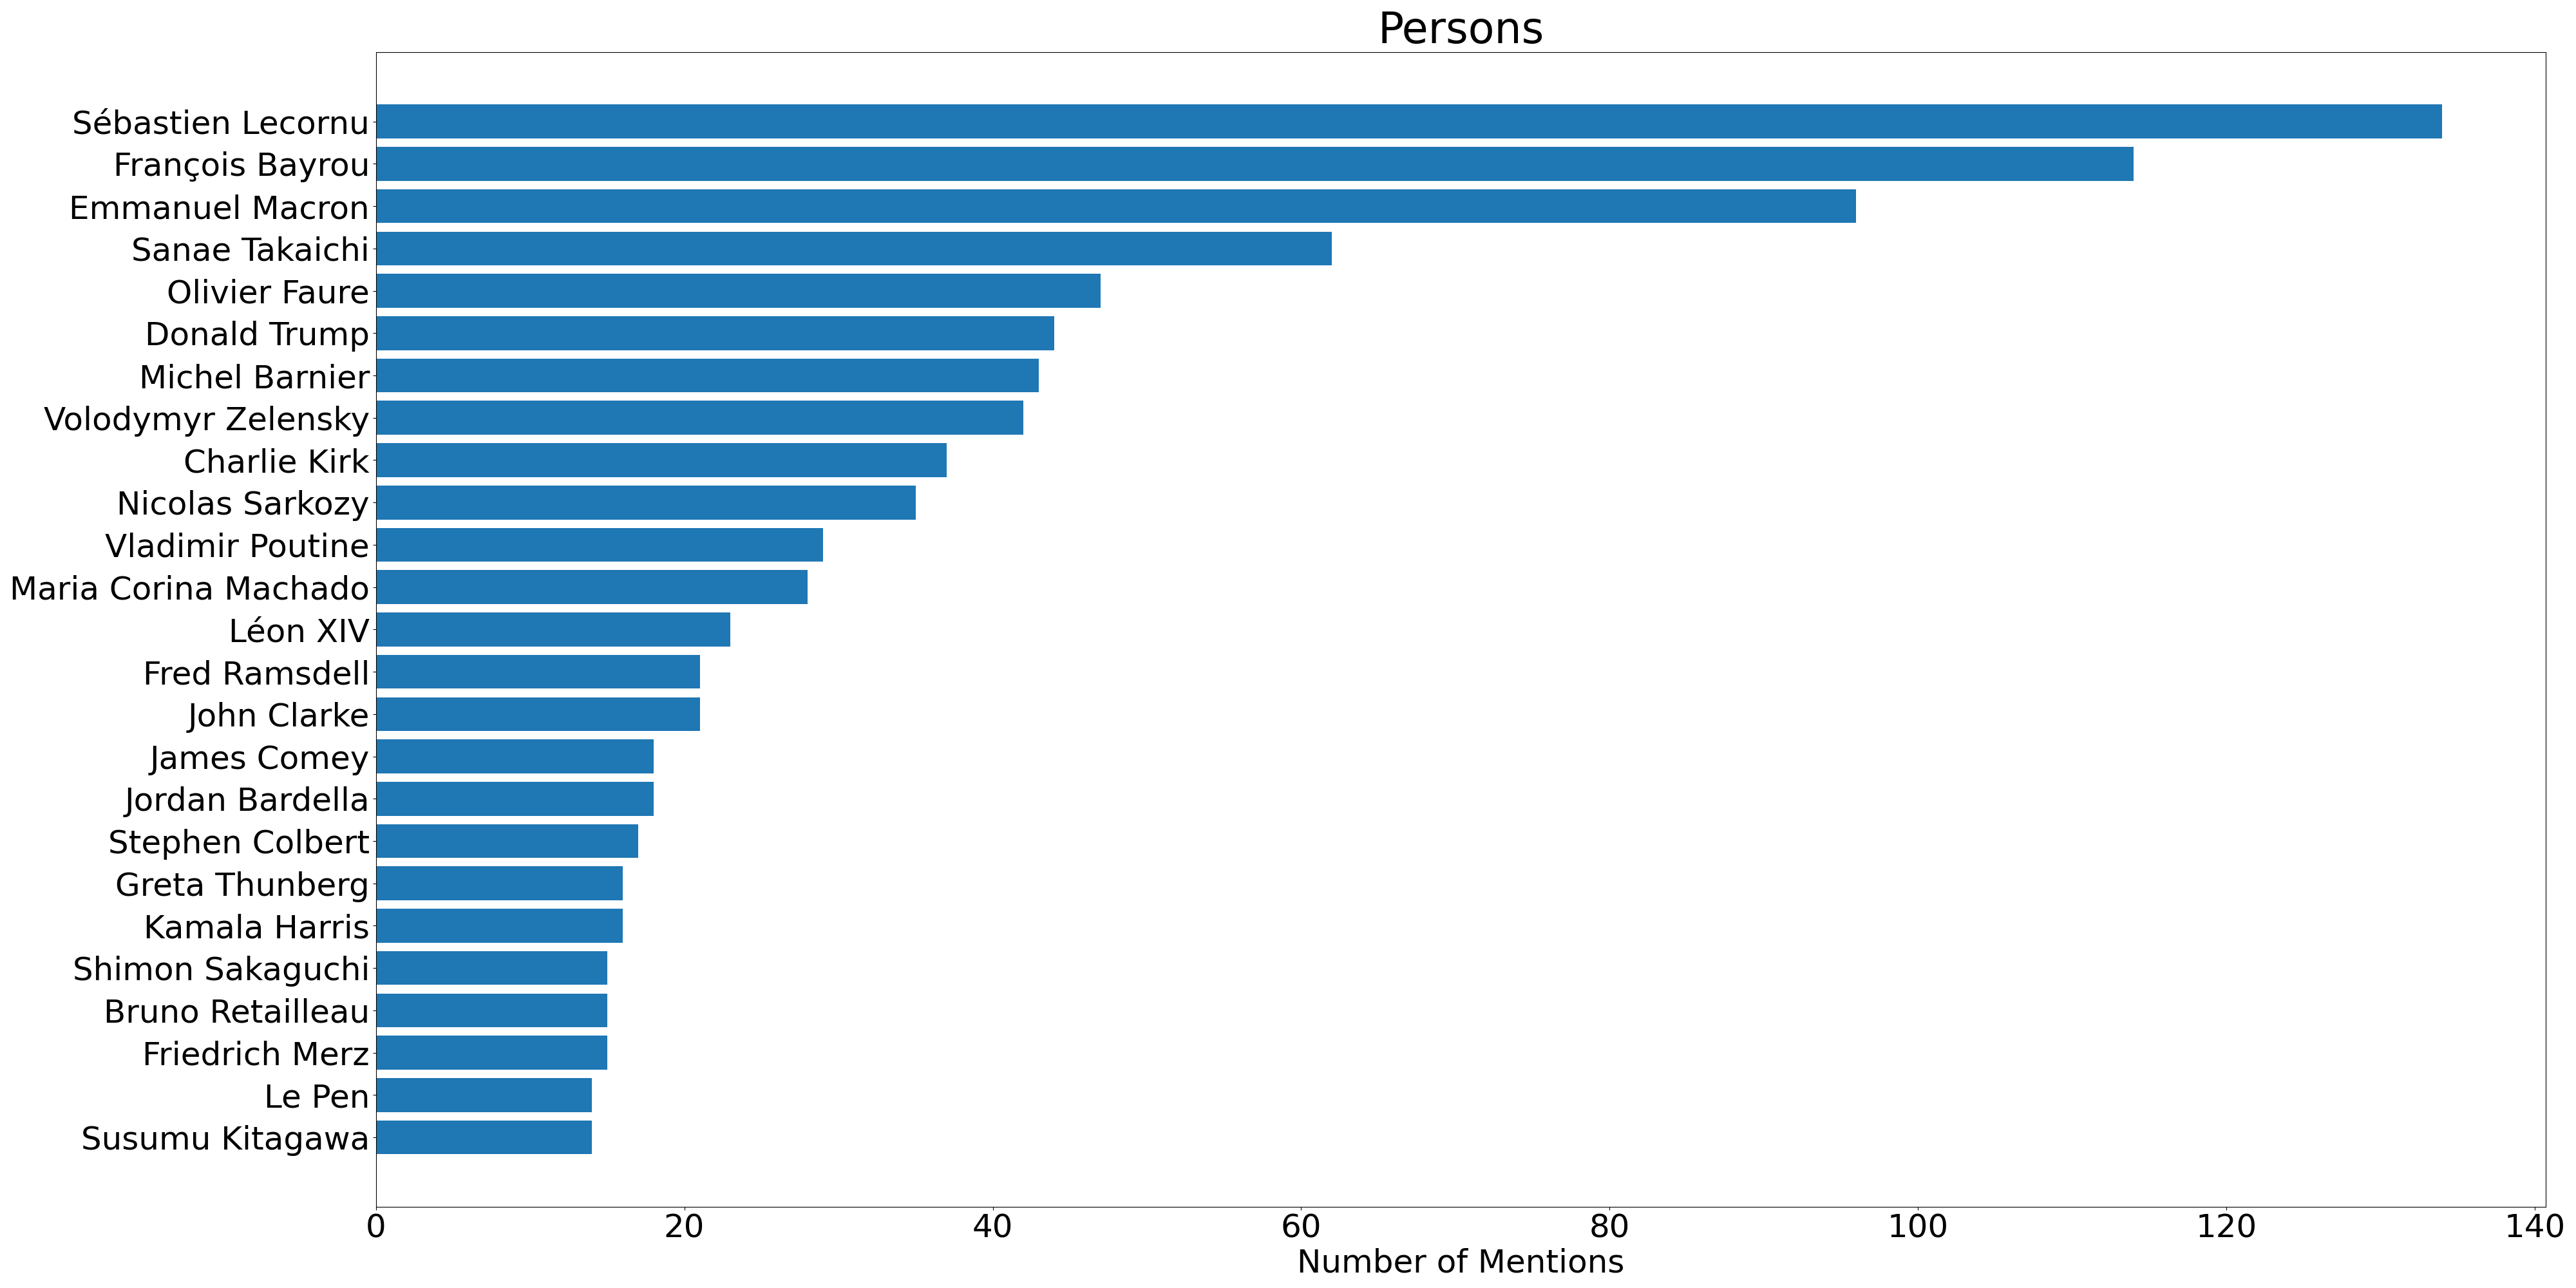 Persons
Sébastien Lecornu
François Bayrou
Emmanuel Macron
Sanae Takaichi
Olivier Faure
Donald Trump
Michel Barnier
Volodymyr Zelensky
Charlie Kirk
Nicolas Sarkozy
Vladimir Poutine
Maria Corina Machado
Léon XIV
Fred Ramsdell
John Clarke
James Comey
Jordan Bardella
Stephen Colbert
Greta Thunberg
Kamala Harris
Shimon Sakaguchi
Bruno Retailleau
Friedrich Merz
Le Pen
Susumu Kitagawa
0 20 40 60 80 100 120 140
Number of Mentions